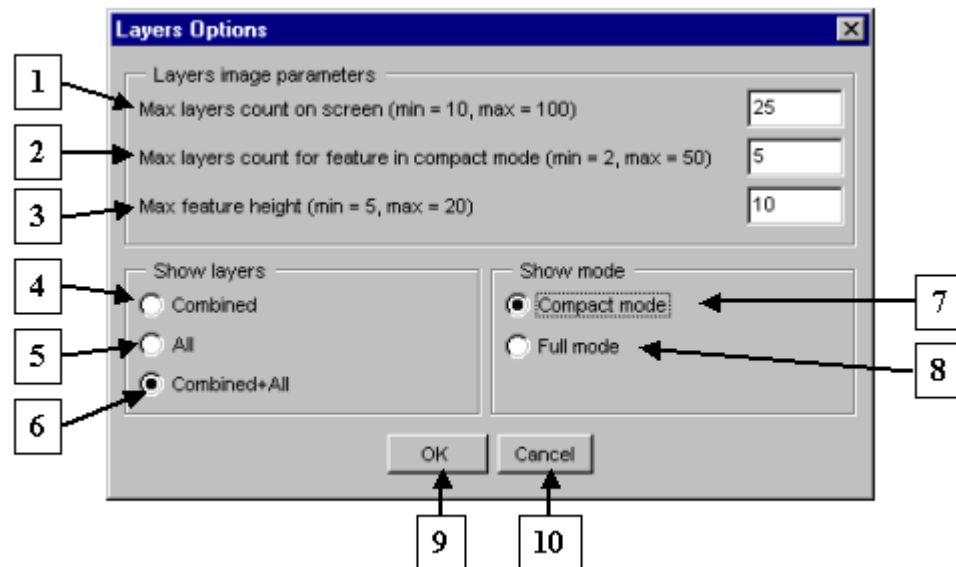 Layers Options
Layers image parameters
1
Max layers count on screen (min = 10, max = 100)
25
2
Max layers count for feature in compact mode (min = 2, max = 50)
5
3
Max feature height (min = 5, max = 20)
10
Show layers
4
Combined
5
All
6
Combined+All
Show mode
Compact mode
7
Full mode
8
OK
Cancel
9
10